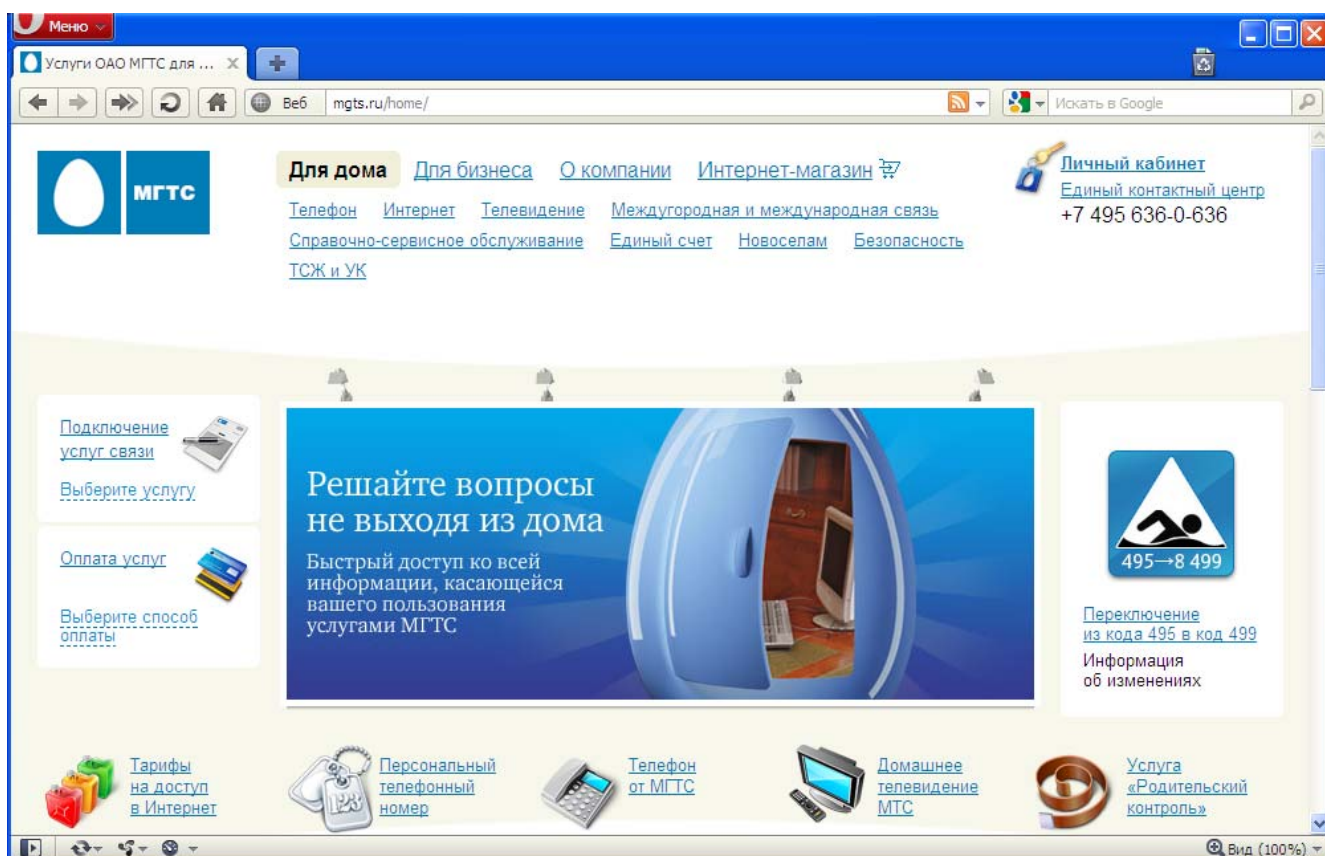 Меню
Услуги ОАО МГТС для ...
Веб mgts.ru/home/ Искать в Google
МГТС
Для дома Для бизнеса О компании Интернет-магазин
Телефон Интернет Телевидение Междугородная и международная связь
Справочно-сервисное обслуживание Единый счет Новоселам Безопасность
ТСЖ и УК
Личный кабинет
Единый контактный центр
+7 495 636-0-636
Подключение
услуг связи
Выберите услугу
Оплата услуг
Выберите способ
оплаты
Решайте вопросы
не выходя из дома
Быстрый доступ ко всей
информации, касающейся
вашего пользования
услугами МГТС
495→8 499
Переключение
из кода 495 в код 499
Информация
об изменениях
Тарифы
на доступ
в Интернет
Персональный
телефонный
номер
123
Телефон
от МГТС
Домашнее
телевидение
МТС
Услуга
«Родительский
контроль»
Вид (100%)